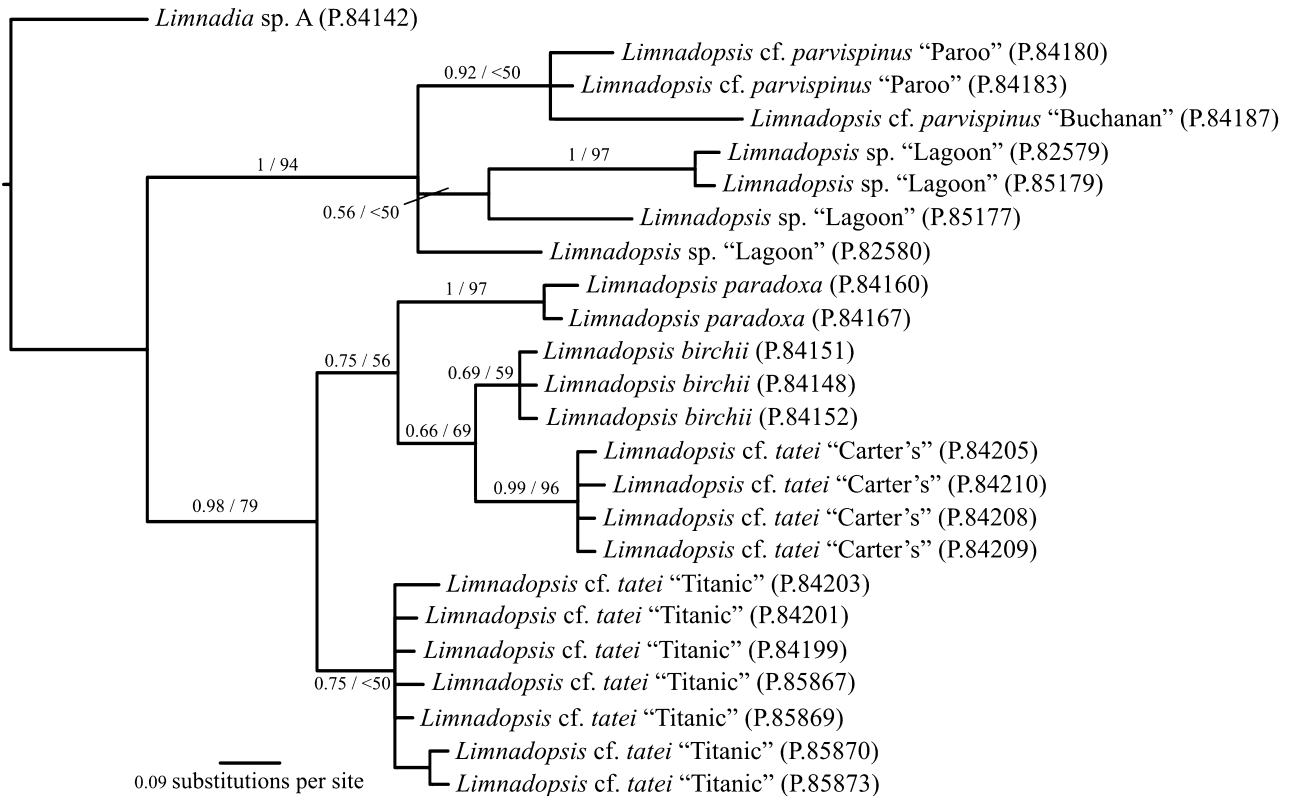 Limnadia sp. A (P.84142)
Limnadopsis cf. parvispinus “Paroo” (P.84180)
0.92 / <50
Limnadopsis cf. parvispinus “Paroo” (P.84183)
Limnadopsis cf. parvispinus “Buchanan” (P.84187)
1 / 94
1 / 97
Limnadopsis sp. “Lagoon” (P.82579)
Limnadopsis sp. “Lagoon” (P.85179)
0.56 / <50
Limnadopsis sp. “Lagoon” (P.85177)
Limnadopsis sp. “Lagoon” (P.82580)
1 / 97
Limnadopsis paradoxa (P.84160)
Limnadopsis paradoxa (P.84167)
0.75 / 56
Limnadopsis birchii (P.84151)
0.69 / 59
Limnadopsis birchii (P.84148)
Limnadopsis birchii (P.84152)
0.66 / 69
Limnadopsis cf. tatei “Carter’s” (P.84205)
0.99 / 96
Limnadopsis cf. tatei “Carter’s” (P.84210)
0.98 / 79
Limnadopsis cf. tatei “Carter’s” (P.84208)
Limnadopsis cf. tatei “Carter’s” (P.84209)
Limnadopsis cf. tatei “Titanic” (P.84203)
Limnadopsis cf. tatei “Titanic” (P.84201)
Limnadopsis cf. tatei “Titanic” (P.84199)
0.75 / <50
Limnadopsis cf. tatei “Titanic” (P.85867)
Limnadopsis cf. tatei “Titanic” (P.85869)
Limnadopsis cf. tatei “Titanic” (P.85870)
Limnadopsis cf. tatei “Titanic” (P.85873)
0.09 substitutions per site